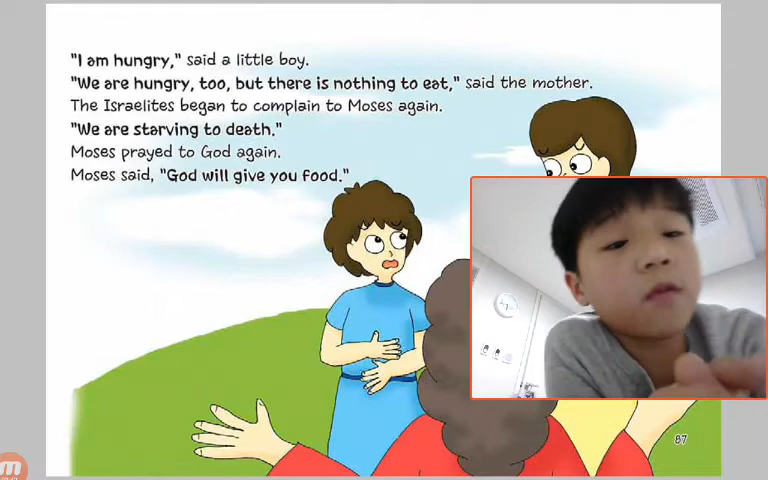 "I am hungry," said a little boy.
"We are hungry, too, but there is nothing to eat," said the mother.
The Israelites began to complain to Moses again.
"We are starving to death."
Moses prayed to God again.
Moses said, "God will give you food."
87